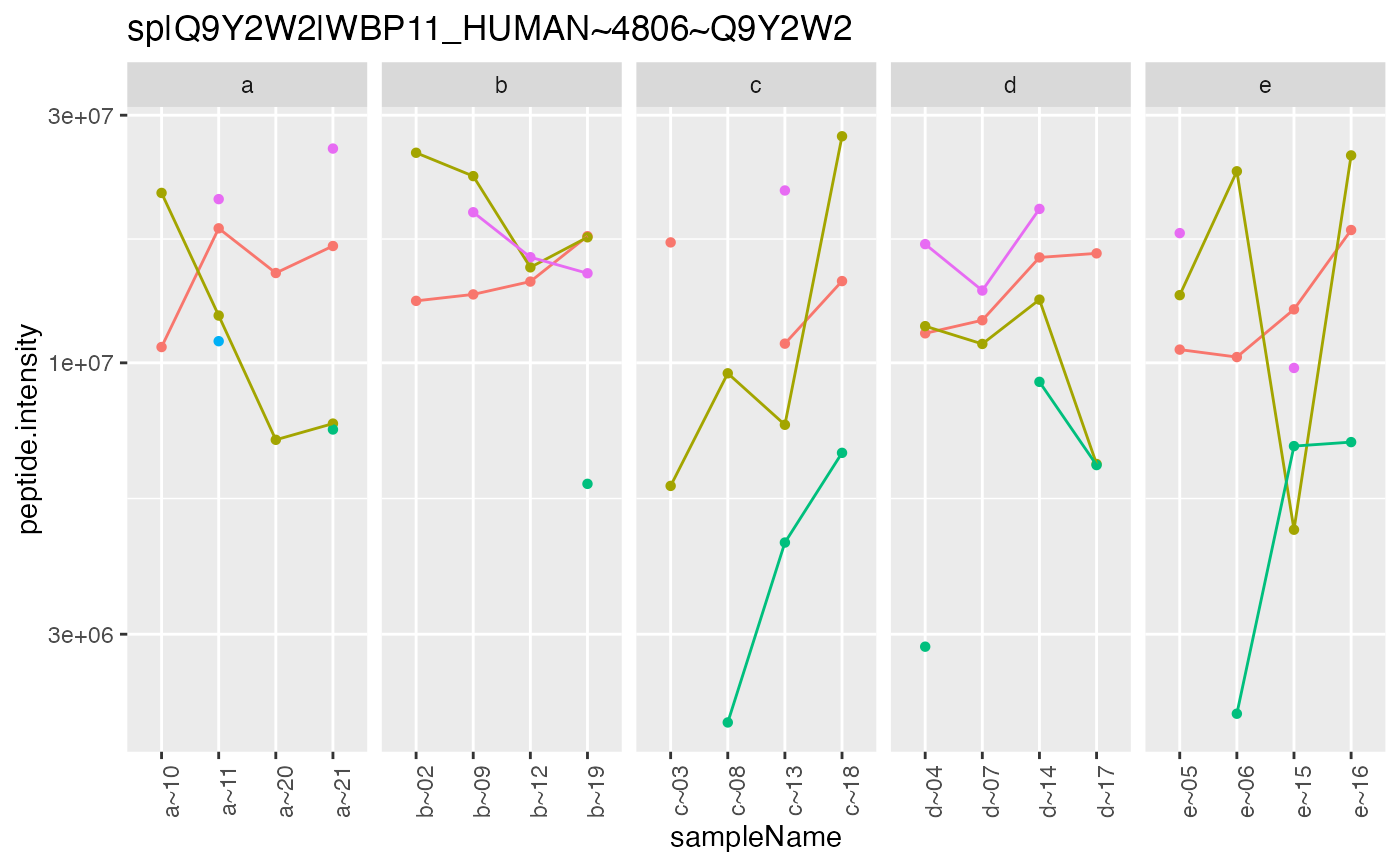 sp|Q9Y2W2|WBP11_HUMAN~4806~Q9Y2W2
a b c d e
3e+07
1e+07
3e+06
peptide.intensity
a~10 a~11 a~20 a~21 b~02 b~09 b~12 b~19 c~03 c~08 c~13 c~18 d~04 d~07 d~14 d~17 e~05 e~06 e~15 e~16
sampleName